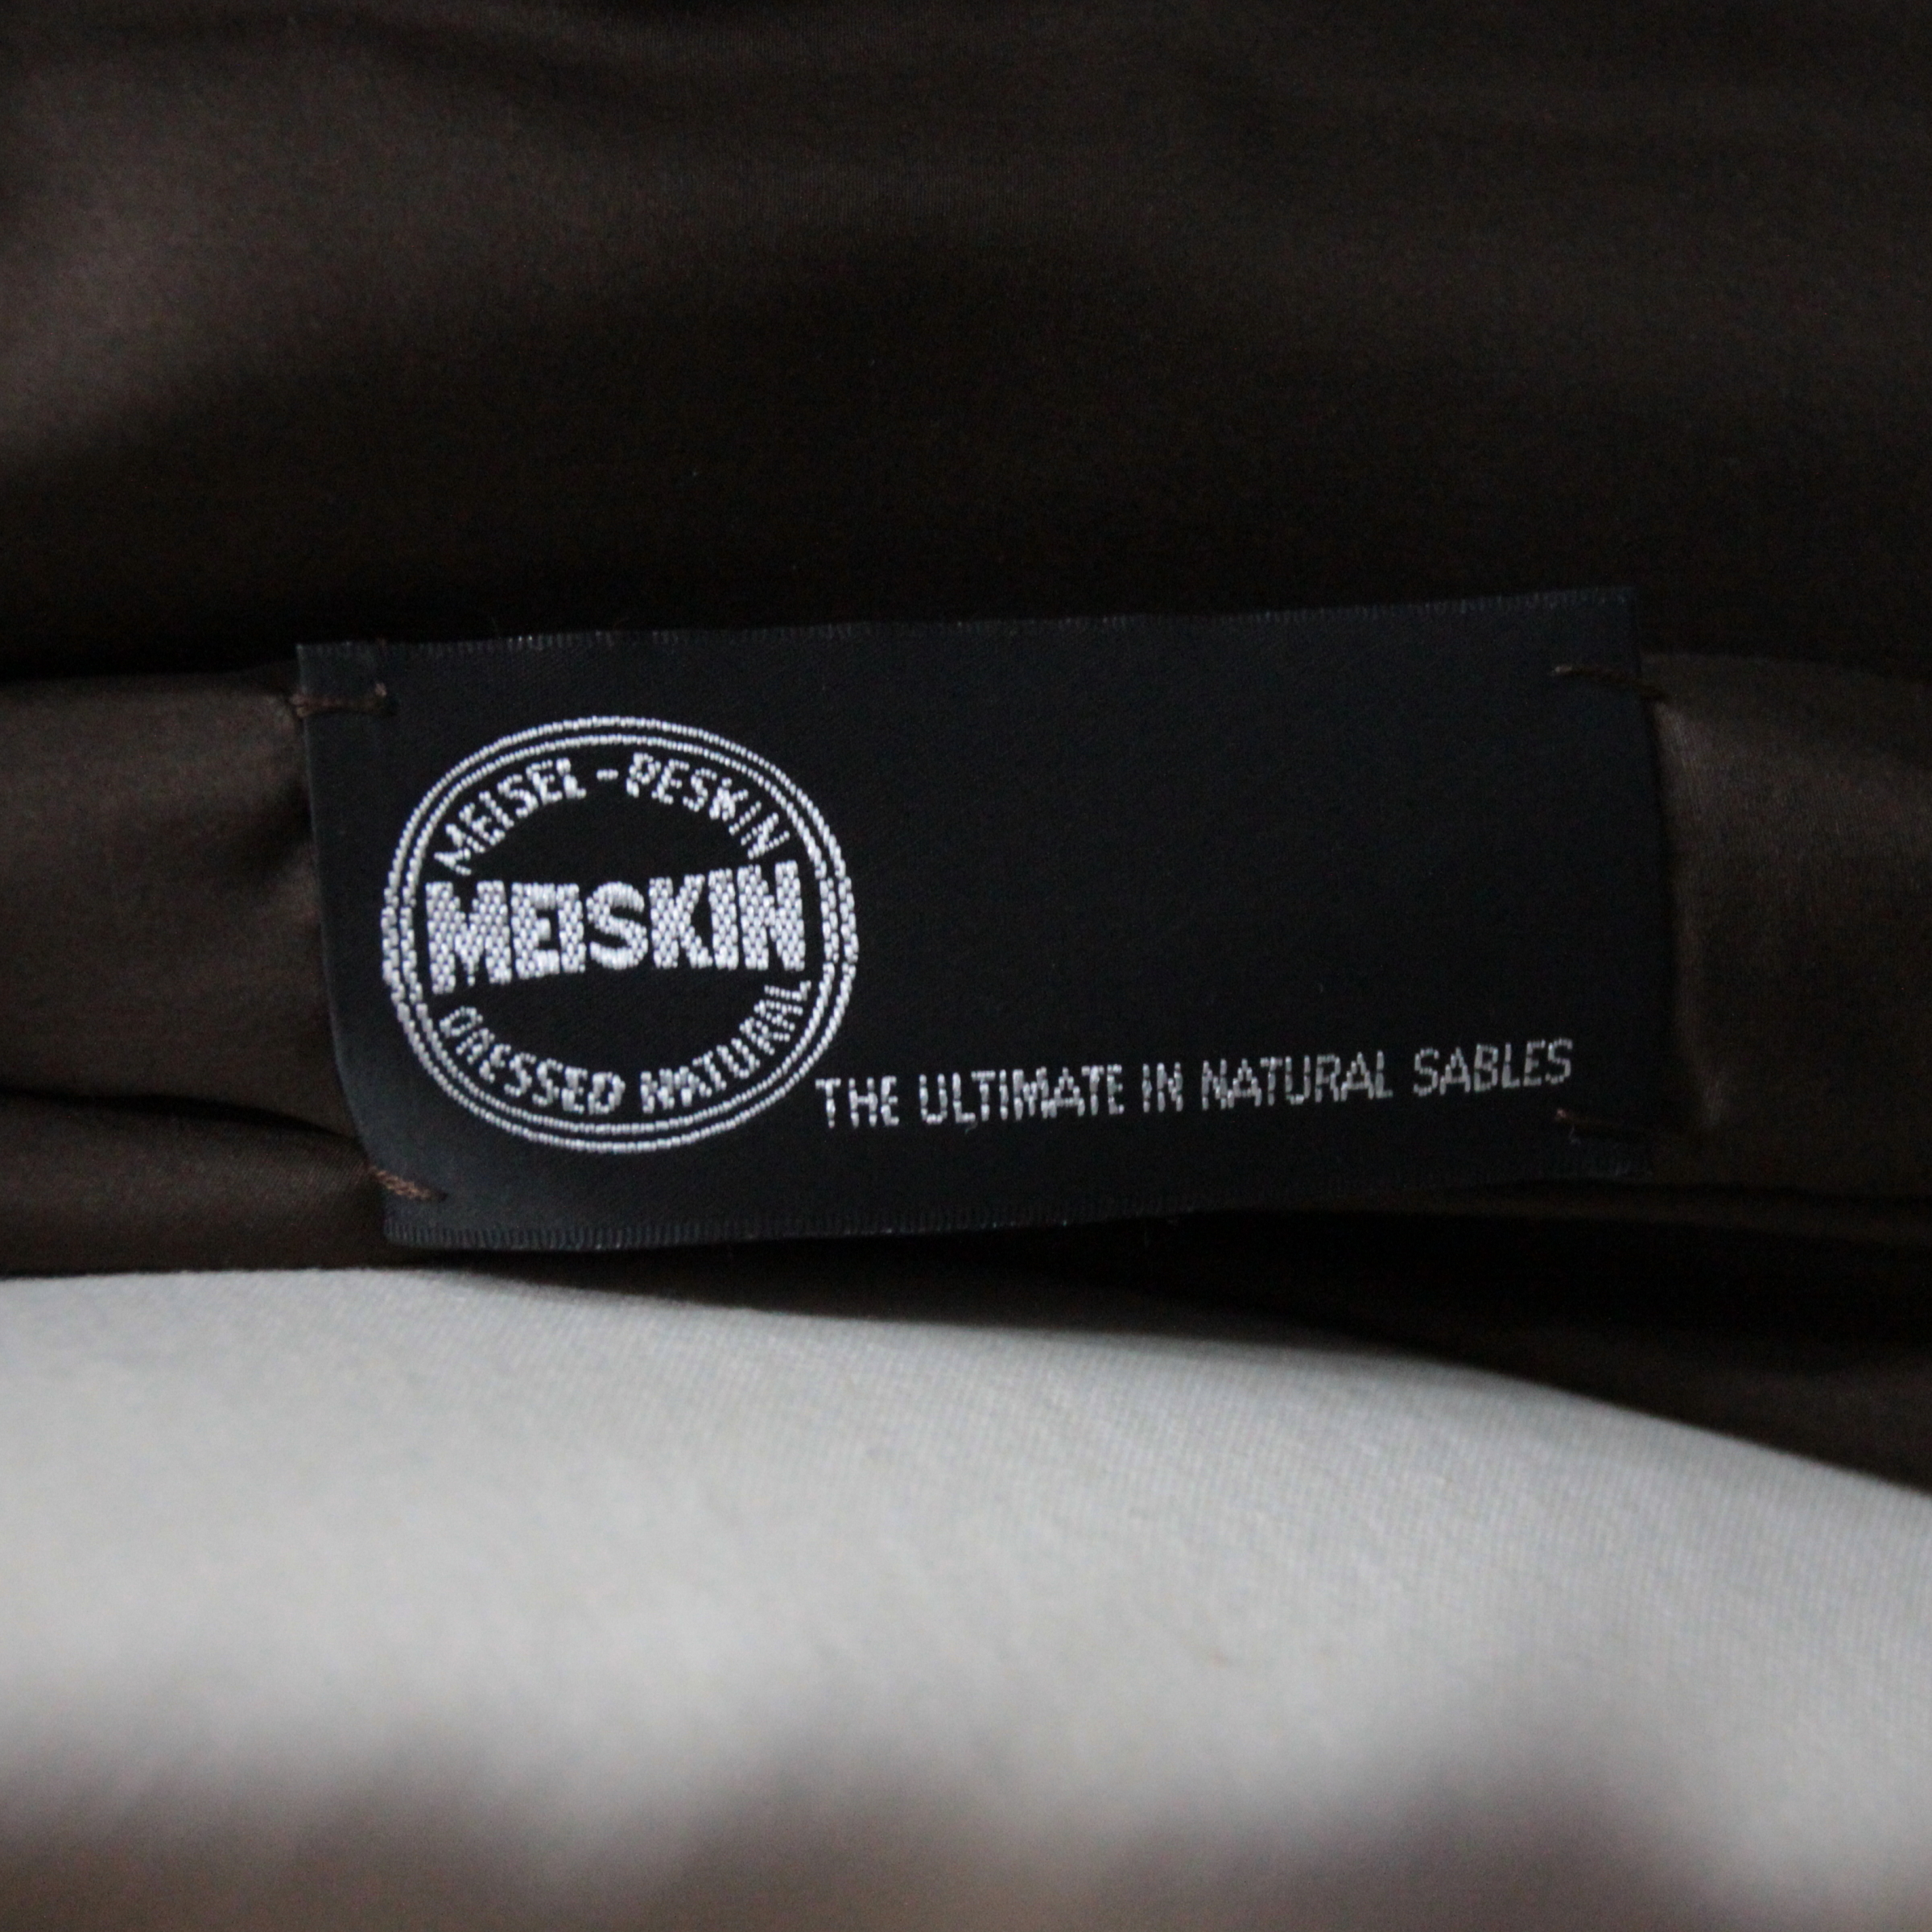 MEISEL-PESKIN
MEISKIN
DRESSED NATURAL
THE ULTIMATE IN NATURAL SABLES